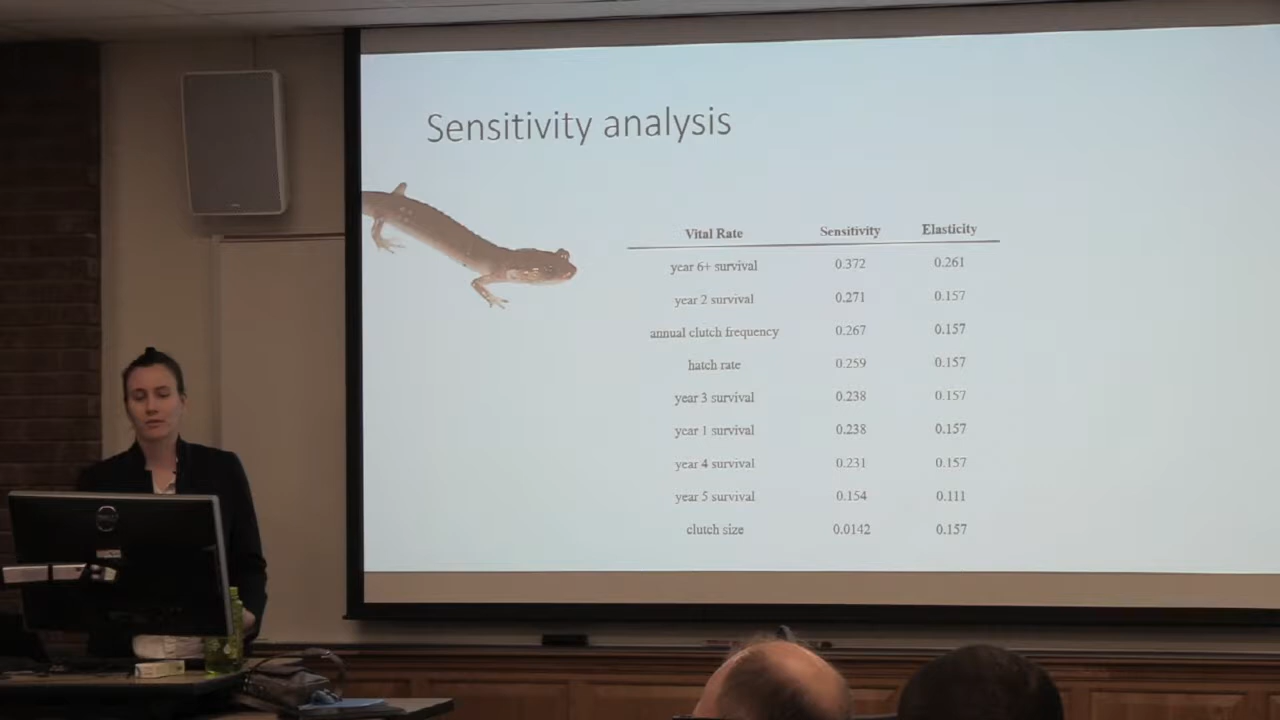 Sensitivity analysis
Vital Rate Sensitivity Elasticity
year 6+ survival 0.372 0.261
year 2 survival 0.271 0.157
annual clutch frequency 0.267 0.157
hatch rate 0.259 0.157
year 3 survival 0.238 0.157
year 1 survival 0.238 0.157
year 4 survival 0.231 0.157
year 5 survival 0.154 0.111
clutch size 0.0142 0.157